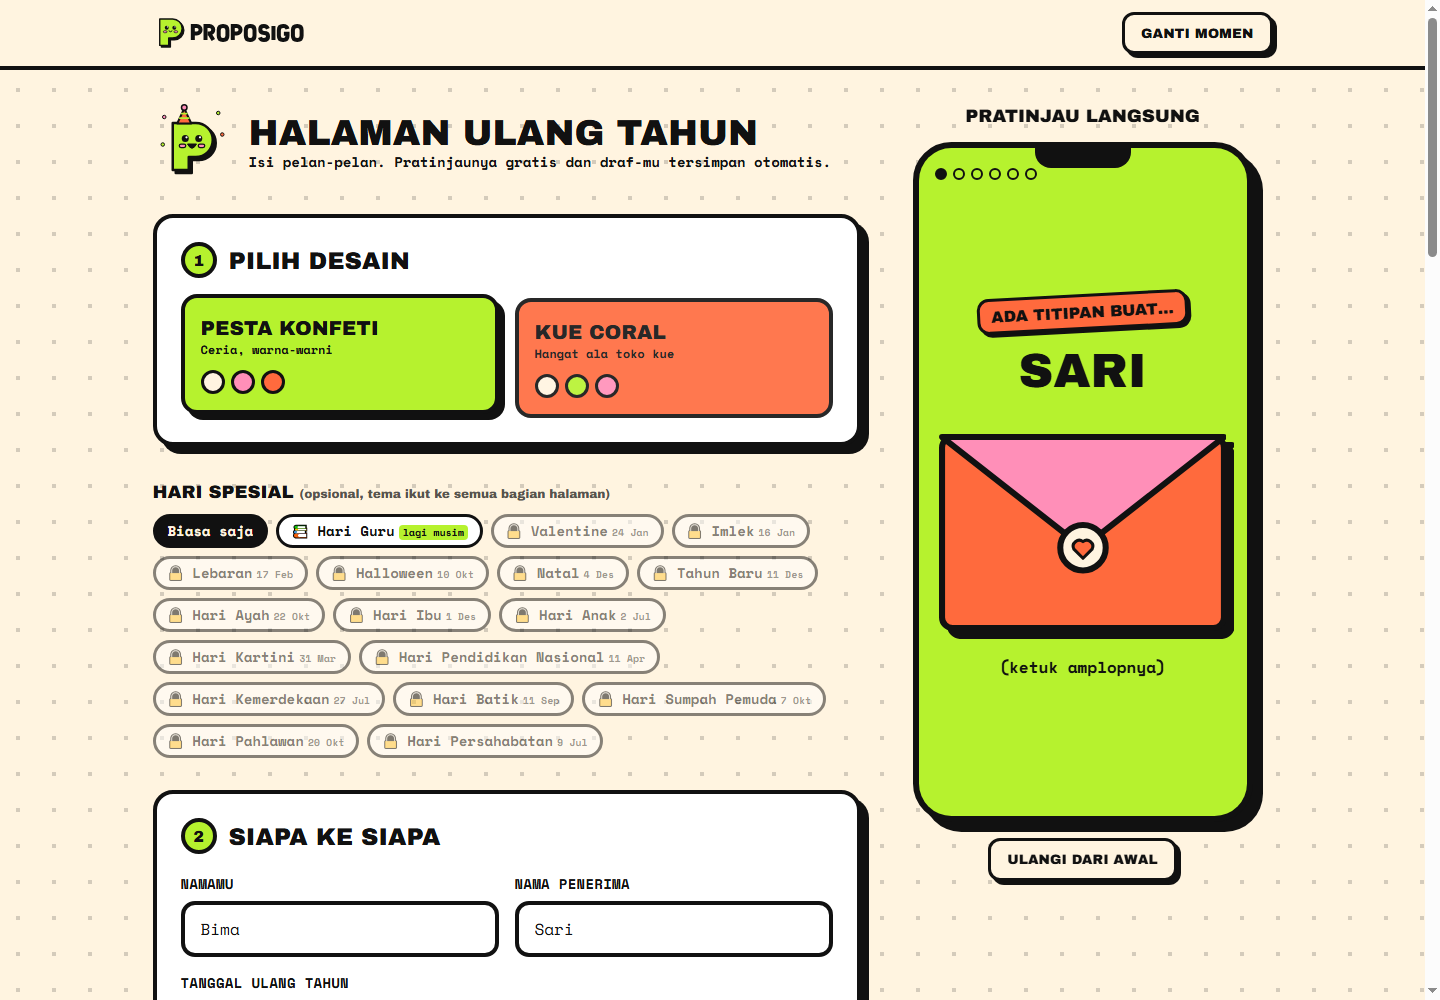 PROPOSIGO
GANTI MOMEN
HALAMAN ULANG TAHUN
Isi pelan-pelan. Pratinjaunya gratis dan draf-mu tersimpan otomatis.
1 PILIH DESAIN
PESTA KONFETI
Ceria, warna-warni
KUE CORAL
Hangat ala toko kue
HARI SPESIAL (opsional, tema ikut ke semua bagian halaman)
Biasa saja Hari Guru lagi musim Valentine 24 Jan Imlek 16 Jan
Lebaran 17 Feb Halloween 10 Okt Natal 4 Des Tahun Baru 11 Des
Hari Ayah 22 Okt Hari Ibu 1 Des Hari Anak 2 Jul
Hari Kartini 31 Mar Hari Pendidikan Nasional 11 Apr
Hari Kemerdekaan 27 Jul Hari Batik 11 Sep Hari Sumpah Pemuda 7 Okt
Hari Pahlawan 20 Okt Hari Persahabatan 9 Jul
2 SIAPA KE SIAPA
NAMAMU
Bima
NAMA PENERIMA
Sari
TANGGAL ULANG TAHUN
PRATINJAU LANGSUNG
ADA TITIPAN BUAT...
SARI
(ketuk amplopnya)
ULANGI DARI AWAL